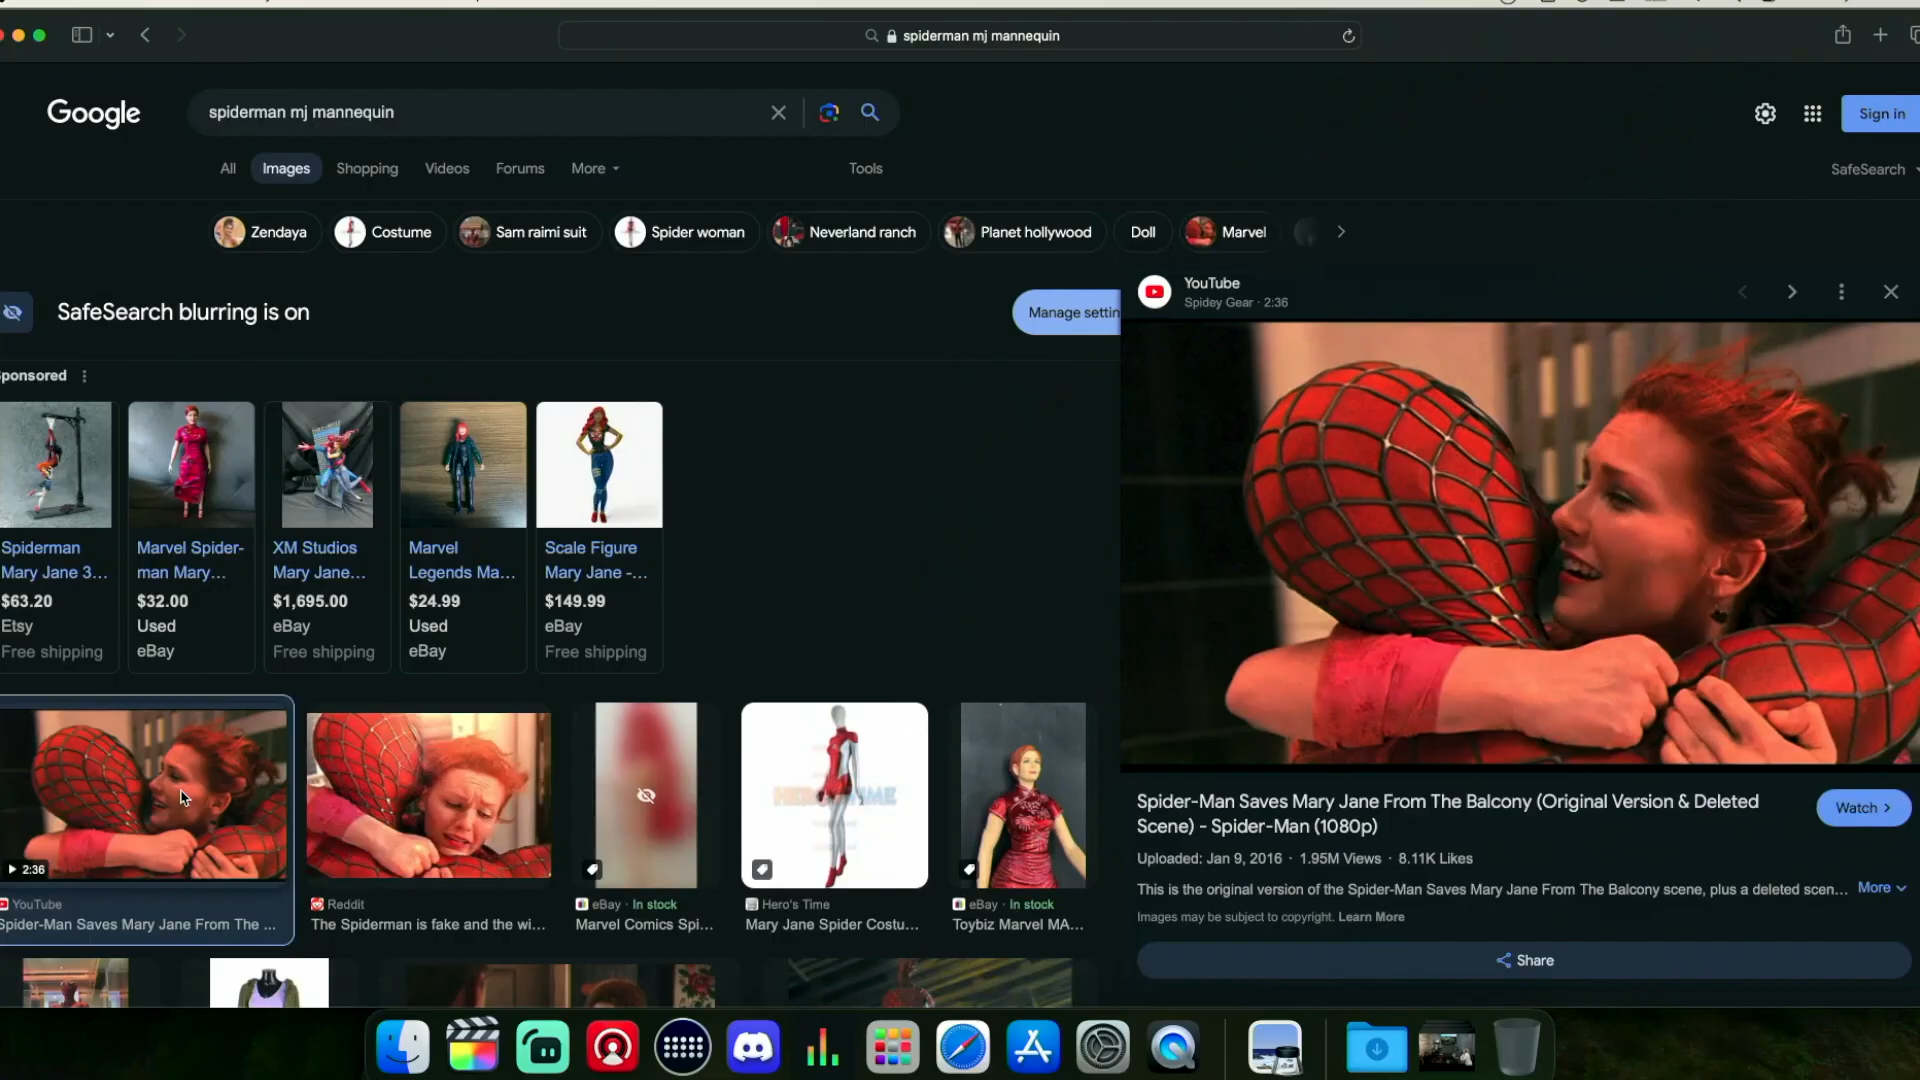 spiderman mj mannequin
Google
spiderman mj mannequin
Sign in
All
Images
Shopping
Videos
Forums
More
Tools
SafeSearch
Zendaya
Costume
Sam raimi suit
Spider woman
Neverland ranch
Planet hollywood
Doll
Marvel
SafeSearch blurring is on
Manage settin
ponsored
Spiderman
Mary Jane 3...
$63.20
Etsy
Free shipping
Marvel Spider-
man Mary...
$32.00
Used
eBay
XM Studios
Mary Jane...
$1,695.00
eBay
Free shipping
Marvel
Legends Ma...
$24.99
Used
eBay
Scale Figure
Mary Jane -...
$149.99
eBay
Free shipping
2:36
YouTube
Spider-Man Saves Mary Jane From The ...
Reddit
The Spiderman is fake and the wi...
eBay · In stock
Marvel Comics Spi...
Hero's Time
Mary Jane Spider Costu...
eBay · In stock
Toybiz Marvel MA...
YouTube
Spidey Gear · 2:36
Spider-Man Saves Mary Jane From The Balcony (Original Version & Deleted
Scene) - Spider-Man (1080p)
Watch
Uploaded: Jan 9, 2016 · 1.95M Views · 8.11K Likes
This is the original version of the Spider-Man Saves Mary Jane From The Balcony scene, plus a deleted scen...
More
Images may be subject to copyright. Learn More
Share